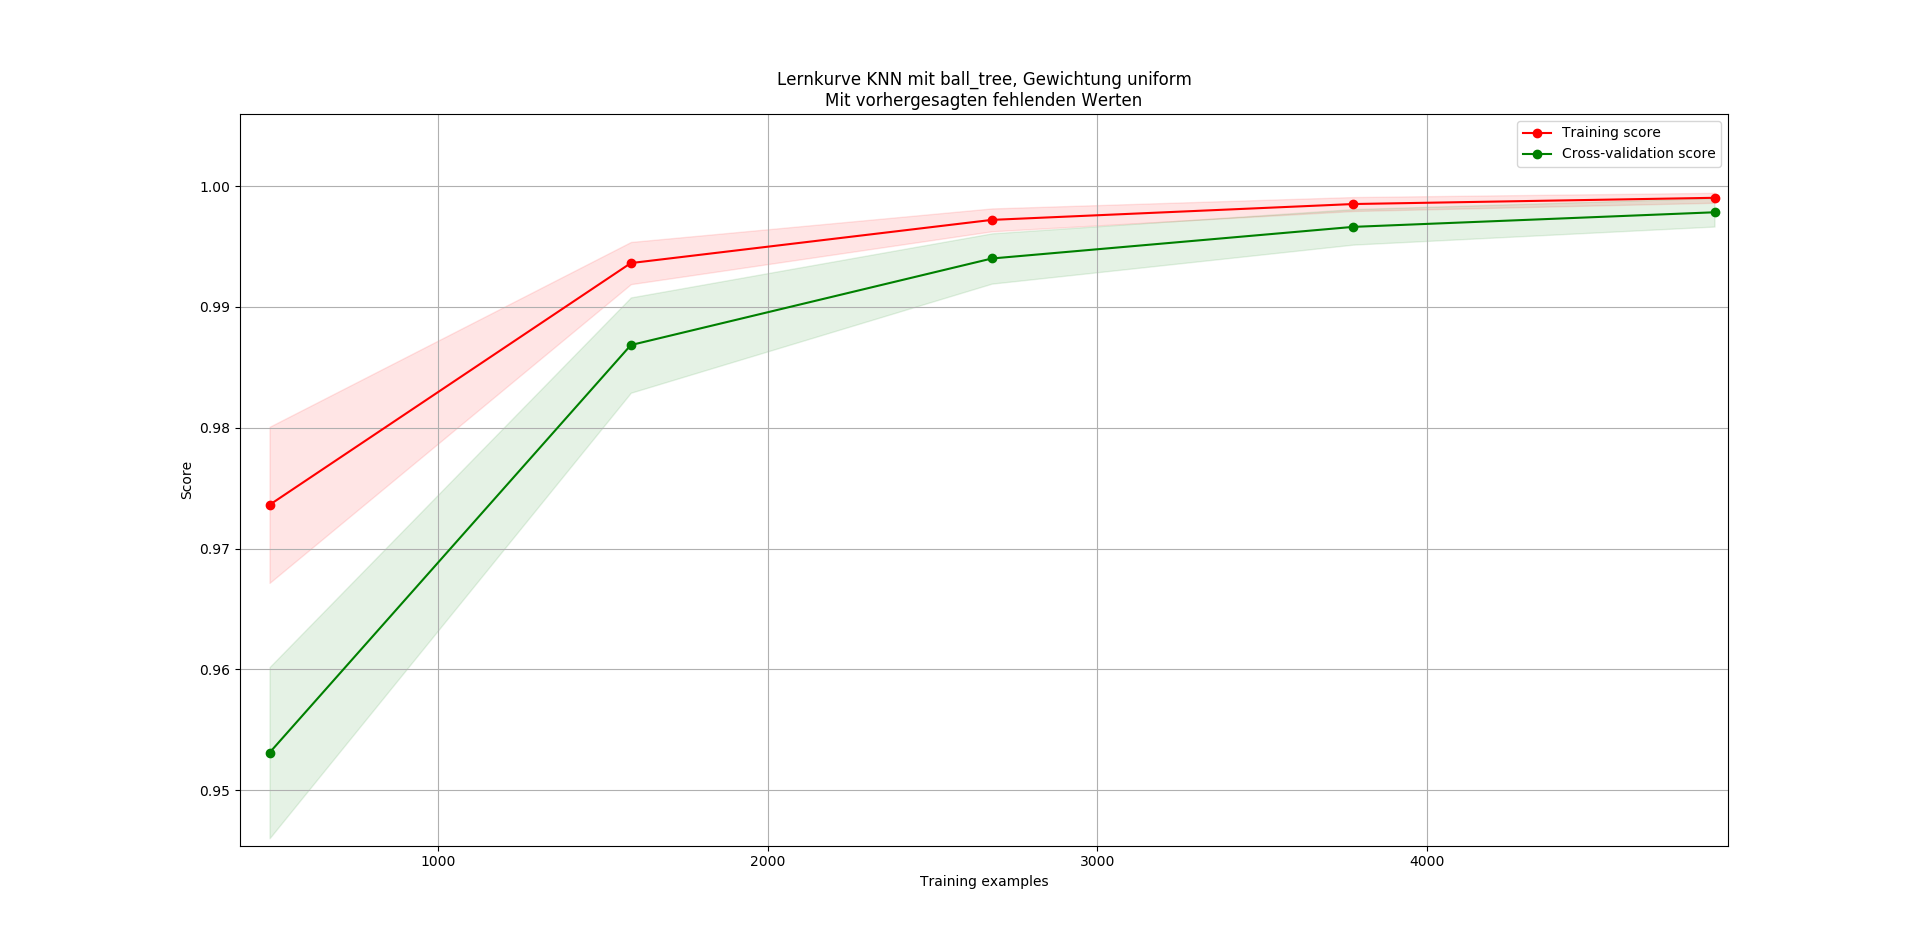 Lernkurve KNN mit ball_tree, Gewichtung uniform
Mit vorhergesagten fehlenden Werten
Training score
Cross-validation score
1.00
0.99
0.98
0.97
0.96
0.95
Score
1000 2000 3000 4000
Training examples